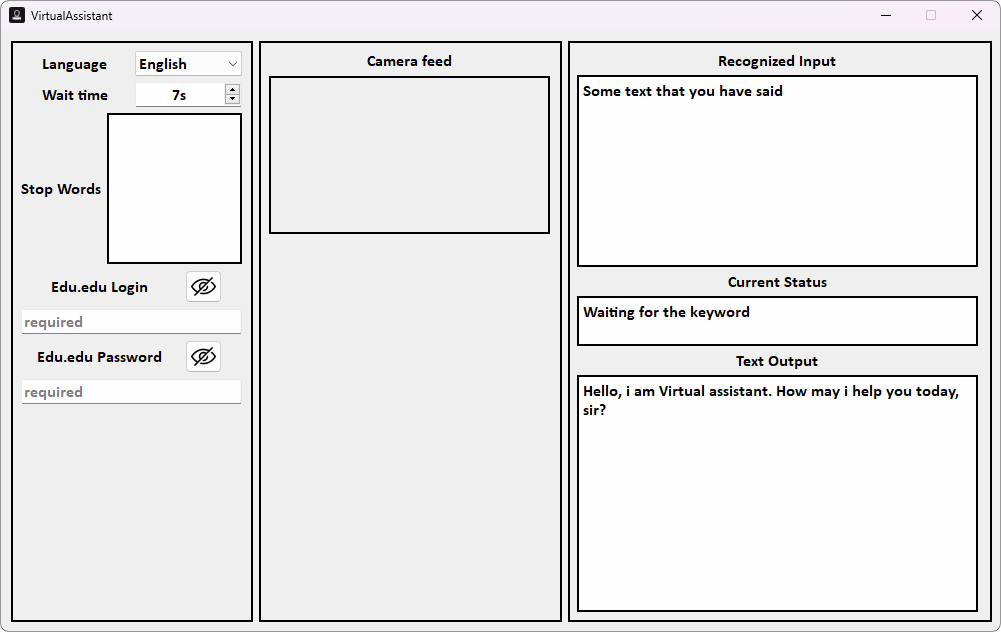 VirtualAssistant
Language
English
Wait time
7s
Stop Words
Edu.edu Login
required
Edu.edu Password
required
Camera feed
Recognized Input
Some text that you have said
Current Status
Waiting for the keyword
Text Output
Hello, i am Virtual assistant. How may i help you today,
sir?